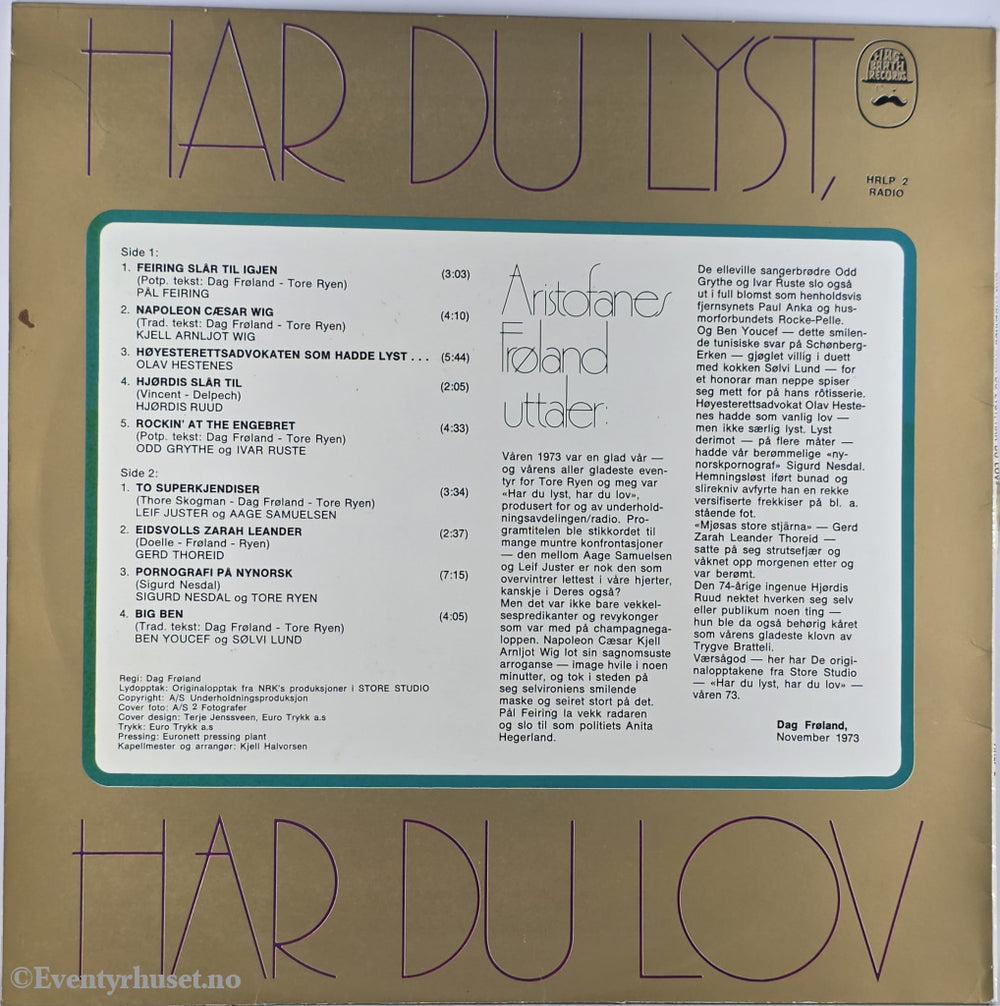 HAR DU LYST,
HAG-
BARTH
RECORDS
HRLP 2
RADIO
Side 1:
1. FEIRING SLÅR TIL IGJEN (3:03)
(Potp. tekst: Dag Frøland - Tore Ryen)
PÅL FEIRING
2. NAPOLEON CÆSAR WIG (4:10)
(Trad. tekst: Dag Frøland - Tore Ryen)
KJELL ARNLJOT WIG
3. HØYESTERETTSADVOKATEN SOM HADDE LYST . . . (5:44)
OLAV HESTENES
4. HJØRDIS SLÅR TIL (2:05)
(Vincent - Delpech)
HJØRDIS RUUD
5. ROCKIN' AT THE ENGEBRET (4:33)
(Potp. tekst: Dag Frøland - Tore Ryen)
ODD GRYTHE og IVAR RUSTE
Side 2:
1. TO SUPERKJENDISER (3:34)
(Thore Skogman - Dag Frøland - Tore Ryen)
LEIF JUSTER og AAGE SAMUELSEN
2. EIDSVOLLS ZARAH LEANDER (2:37)
(Doelle - Frøland - Ryen)
GERD THOREID
3. PORNOGRAFI PÅ NYNORSK (7:15)
(Sigurd Nesdal)
SIGURD NESDAL og TORE RYEN
4. BIG BEN (4:05)
(Trad. tekst: Dag Frøland - Tore Ryen)
BEN YOUCEF og SØLVI LUND
Regi: Dag Frøland
Lydopptak: Originalopptak fra NRK's produksjoner i STORE STUDIO
Copyright: A/S Underholdningsproduksjon
Cover foto: A/S 2 Fotografer
Cover design: Terje Jenssveen, Euro Trykk a.s
Trykk: Euro Trykk a.s
Pressing: Euronett pressing plant
Kapellmester og arrangør: Kjell Halvorsen
Aristofanes
Frøland
uttaler:
Våren 1973 var en glad vår —
og vårens aller gladeste even-
tyr for Tore Ryen og meg var
«Har du lyst, har du lov»,
produsert for og av underhold-
ningsavdelingen/radio. Pro-
gramtitelen ble stikkordet til
mange muntre konfrontasjoner
— den mellom Aage Samuelsen
og Leif Juster er nok den som
overvintrer lettest i våre hjerter,
kanskje i Deres også?
Men det var ikke bare vekkel-
sespredikanter og revykonger
som var med på champagnega-
loppen. Napoleon Cæsar Kjell
Arnljot Wig lot sin sagnomsuste
arroganse — image hvile i noen
minutter, og tok i steden på
seg selvironiens smilende
maske og seiret stort på det.
Pål Feiring la vekk radaren
og slo til som politiets Anita
Hegerland.
De elleville sangerbrødre Odd
Grythe og Ivar Ruste slo også
ut i full blomst som henholdsvis
fjernsynets Paul Anka og hus-
morforbundets Rocke-Pelle.
Og Ben Youcef — dette smilen-
de tunisiske svar på Schønberg-
Erken — gjøglet villig i duett
med kokken Sølvi Lund — for
et honorar man neppe spiser
seg mett for på hans rôtisserie.
Høyesterettsadvokat Olav Heste-
nes hadde som vanlig lov —
men ikke særlig lyst. Lyst
derimot — på flere måter —
hadde vår berømmelige «ny-
norskpornograf» Sigurd Nesdal.
Hemningsløst iført bunad og
slirekniv avfyrte han en rekke
versifiserte frekkiser på bl. a.
stående fot.
«Mjøsas store stjärna» — Gerd
Zarah Leander Thoreid —
satte på seg strutsefjær og
våknet opp morgenen etter og
var berømt.
Den 74-årige ingenue Hjørdis
Ruud nektet hverken seg selv
eller publikum noen ting —
hun ble da også behørig kåret
som vårens gladeste klovn av
Trygve Bratteli.
Værsågod — her har De origi-
nalopptakene fra Store Studio
— «Har du lyst, har du lov» —
våren 73.
Dag Frøland,
November 1973
HAR DU LOV
©Eventyrhuset.no